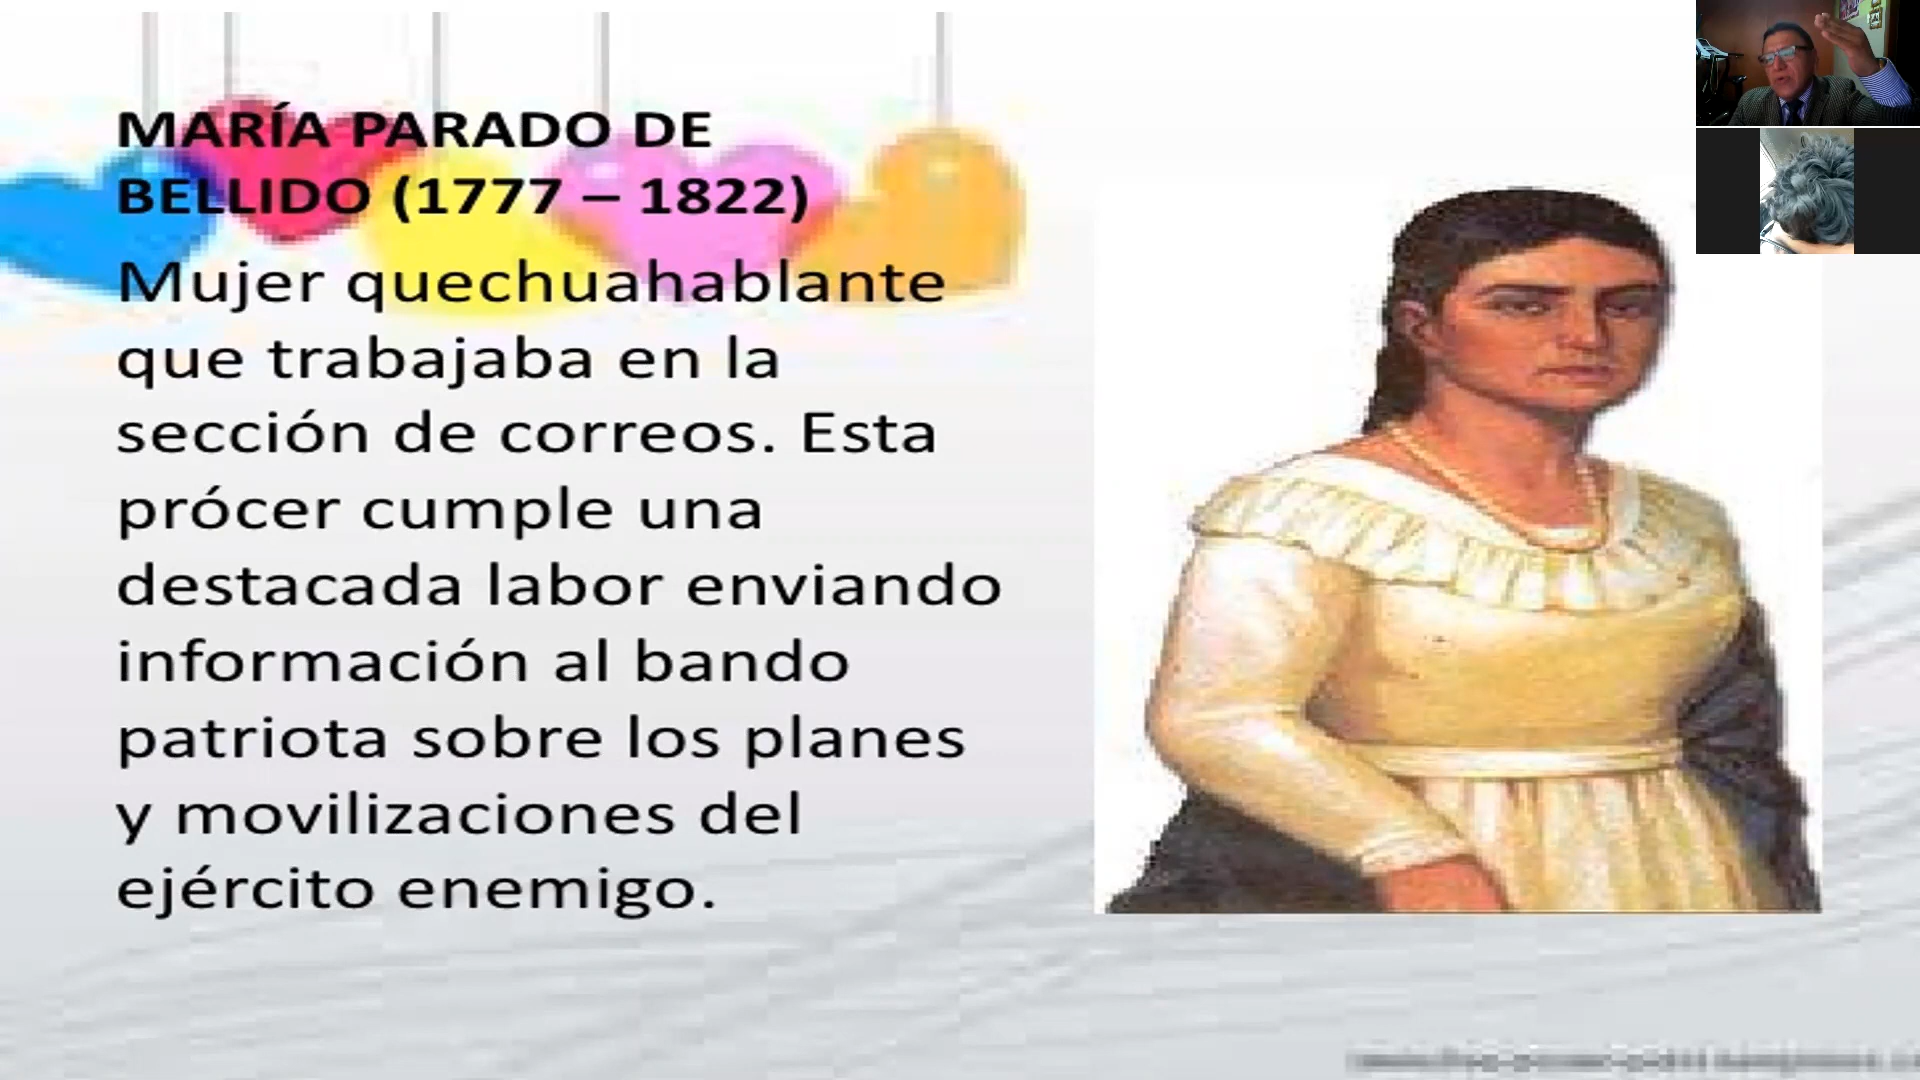 MARÍA PARADO DE
BELLIDO (1777 – 1822)
Mujer quechuahablante
que trabajaba en la
sección de correos. Esta
prócer cumple una
destacada labor enviando
información al bando
patriota sobre los planes
y movilizaciones del
ejército enemigo.